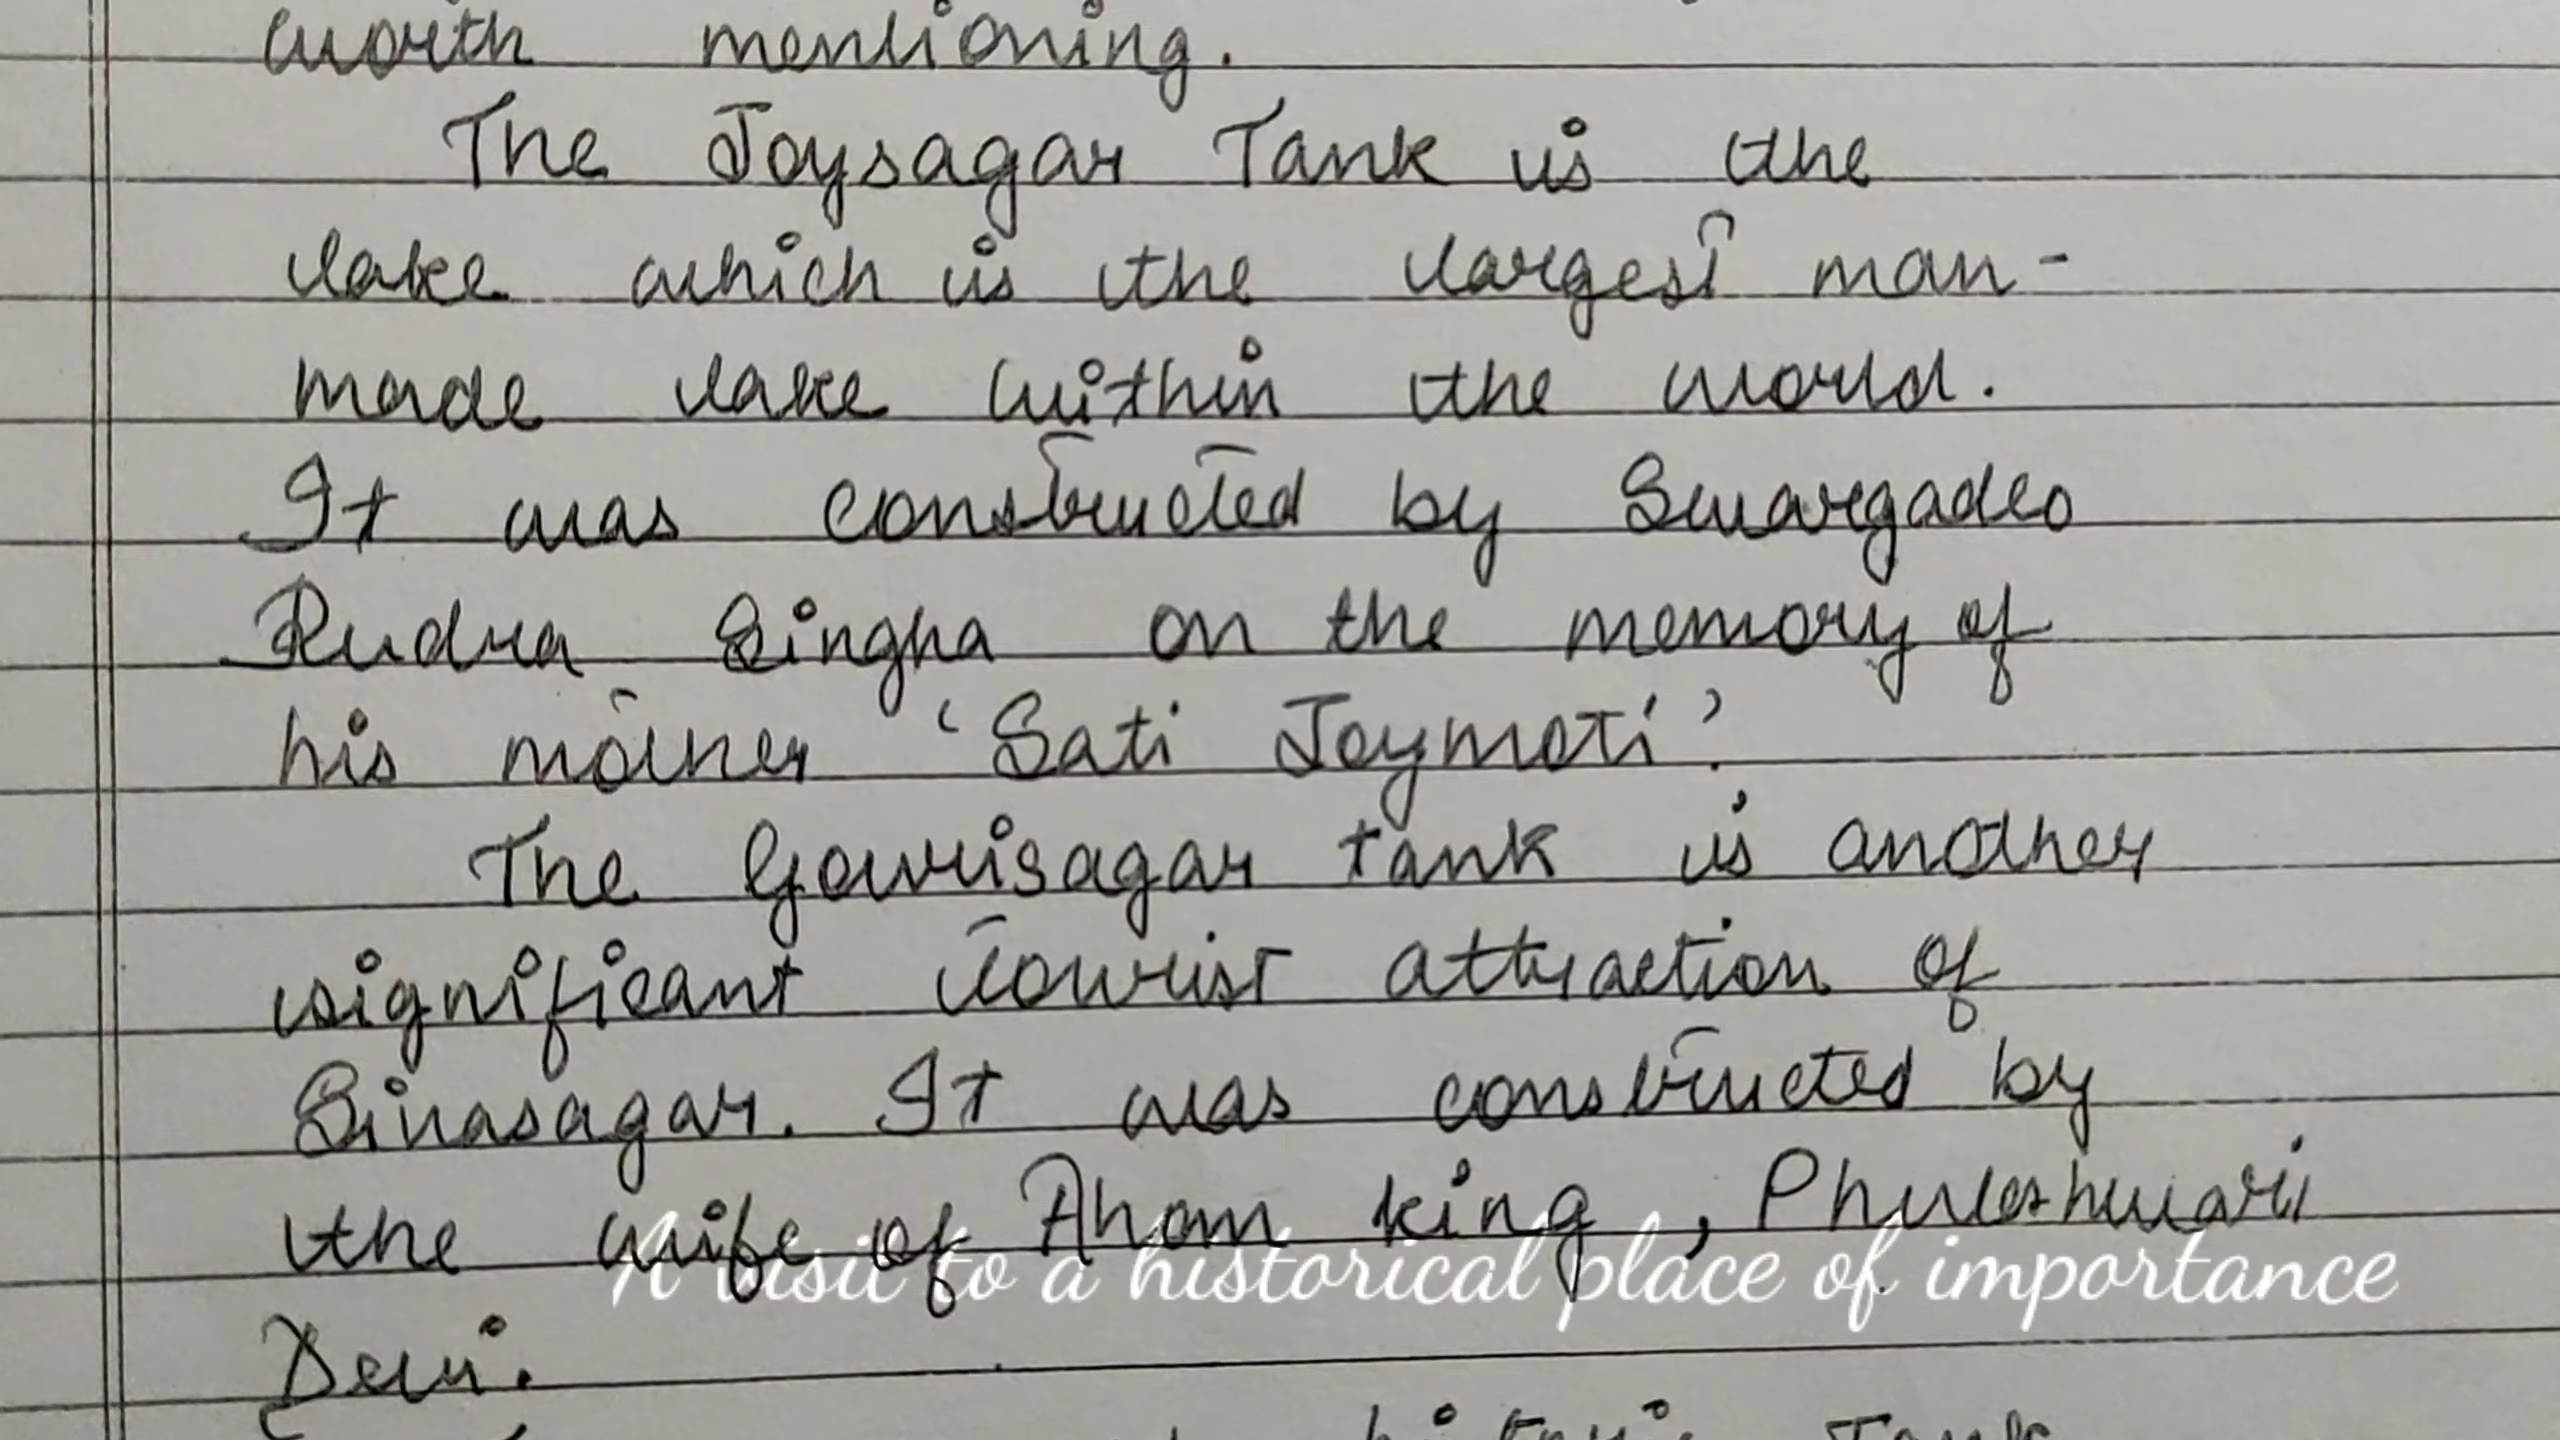 worth mentioning.
The Joysagar Tank is the
lake which is the largest man-
made lake within the world.
It was constructed by Swargadeo
Rudra Singha on the memory of
his mother 'Sati Joymoti'.
The Gourisagar tank is another
significant tourist attraction of
Sivasagar. It was constructed by
the wife of Ahom king, Phuleshwari
A visit to a historical place of importance
Devi.